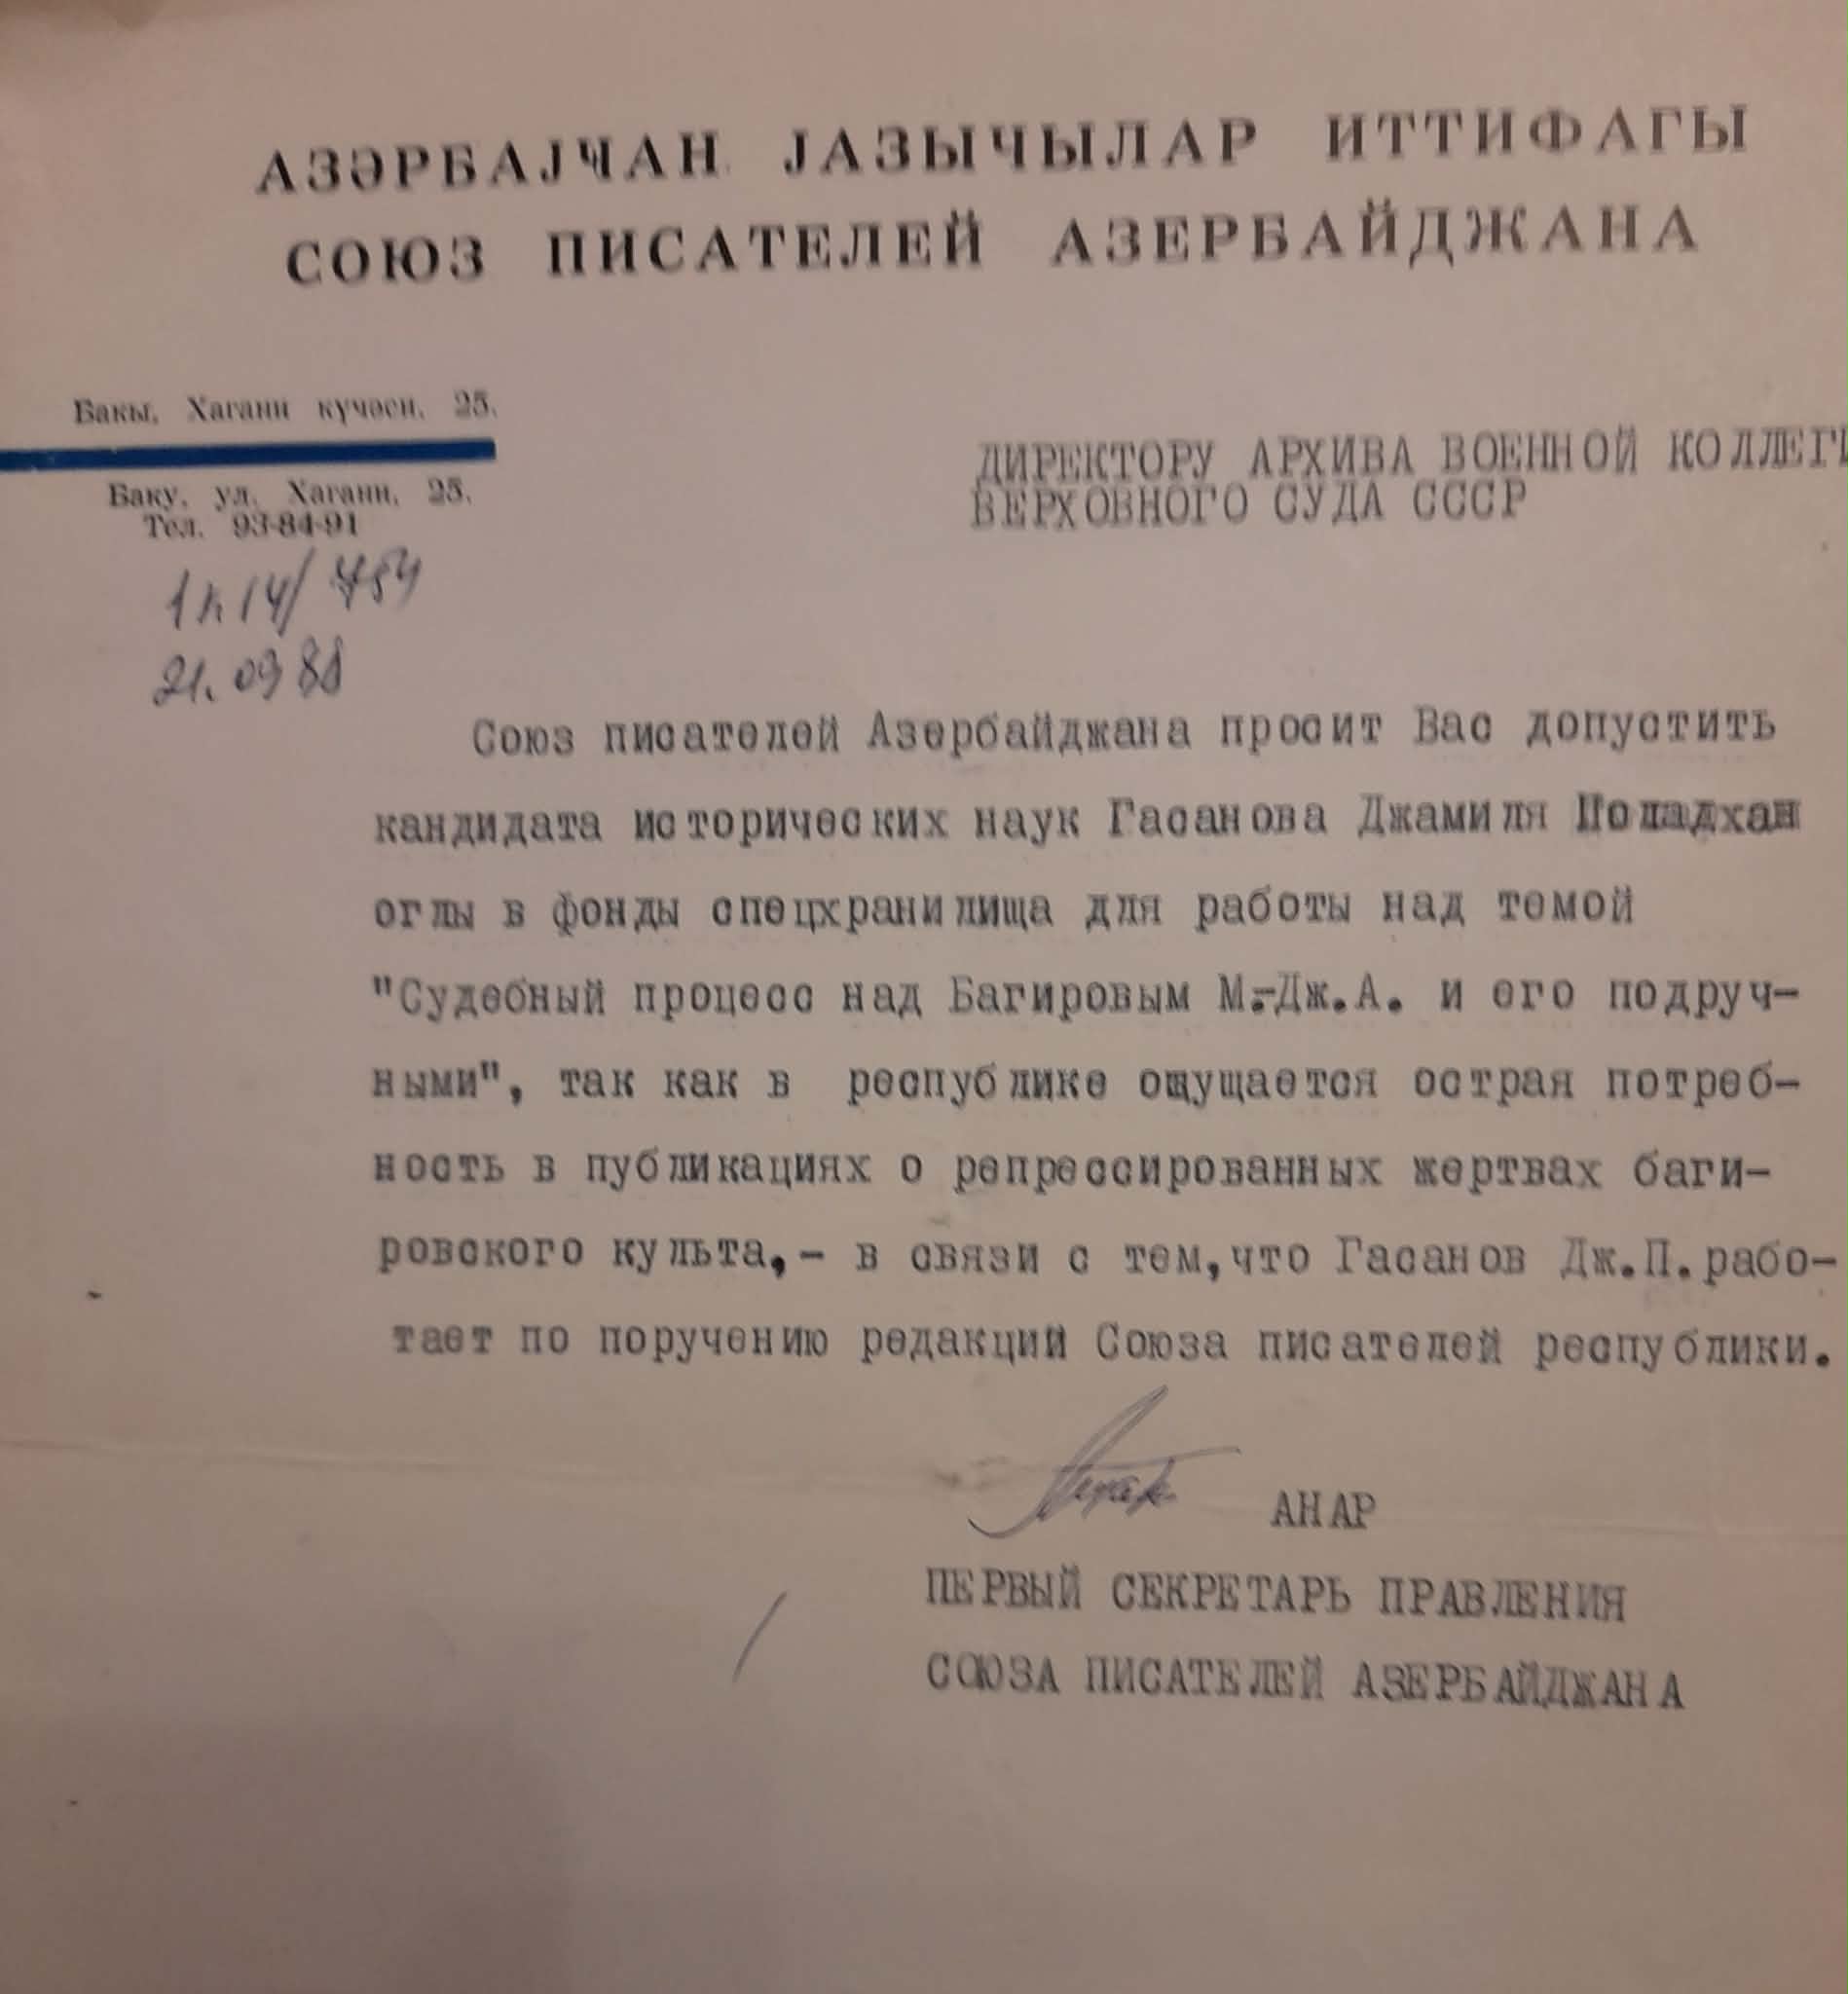 АЗӘРБАЈҸАН ЈАЗЫЧЫЛАР ИТТИФАГЫ
СОЮЗ ПИСАТЕЛЕЙ АЗЕРБАЙДЖАНА
Бакы, Хагани күчәси, 25.
Баку, ул. Хагани, 25.
Тел. 93-84-91
21.09 88
ДИРЕКТОРУ АРХИВА ВОЕННОЙ КОЛЛЕГИ
ВЕРХОВНОГО СУДА СССР
Союз писателей Азербайджана просит Вас допустить
кандидата исторических наук Гасанова Джамиля Поладхан
оглы в фонды спецхранилища для работы над темой
"Судебный процесс над Багировым М.-Дж.А. и его подруч-
ными", так как в республике ощущается острая потреб-
ность в публикациях о репрессированных жертвах баги-
ровского культа,- в связи с тем,что Гасанов Дж.П.рабо-
тает по поручению редакций Союза писателей республики.
АНАР
ПЕРВЫЙ СЕКРЕТАРЬ ПРАВЛЕНИЯ
СОЮЗА ПИСАТЕЛЕЙ АЗЕРБАЙДЖАНА